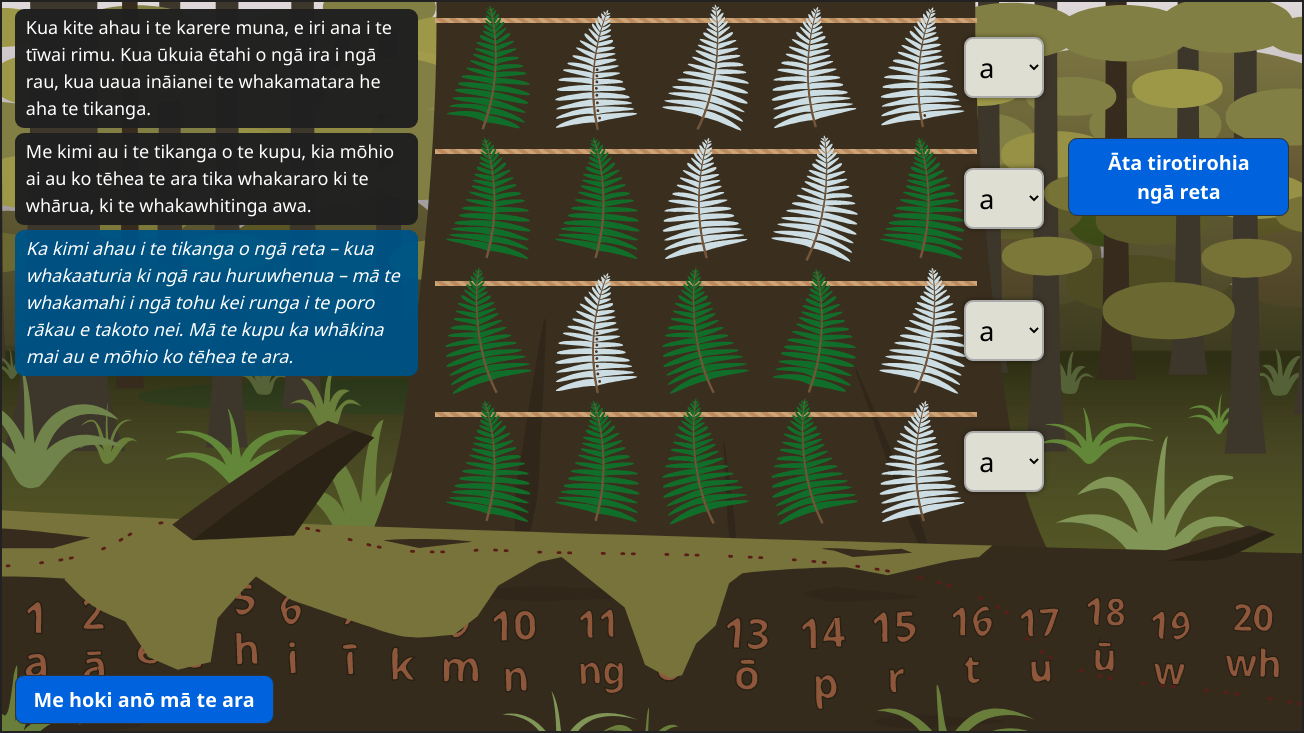 Kua kite ahau i te karere muna, e iri ana i te
tīwai rimu. Kua ūkuia ētahi o ngā ira i ngā
rau, kua uaua ināianei te whakamatara he
aha te tikanga.
Me kimi au i te tikanga o te kupu, kia mōhio
ai au ko tēhea te ara tika whakararo ki te
whārua, ki te whakawhitinga awa.
Ka kimi ahau i te tikanga o ngā reta – kua
whakaaturia ki ngā rau huruwhenua – mā te
whakamahi i ngā tohu kei runga i te poro
rākau e takoto nei. Mā te kupu ka whākina
mai au e mōhio ko tēhea te ara.
a
a
a
a
Āta tirotirohia
ngā reta
1 2 5 6 10 11 13 14 15 16 17 18 19 20
a ā h i ī k m n ng ō p r t u ū w wh
Me hoki anō mā te ara